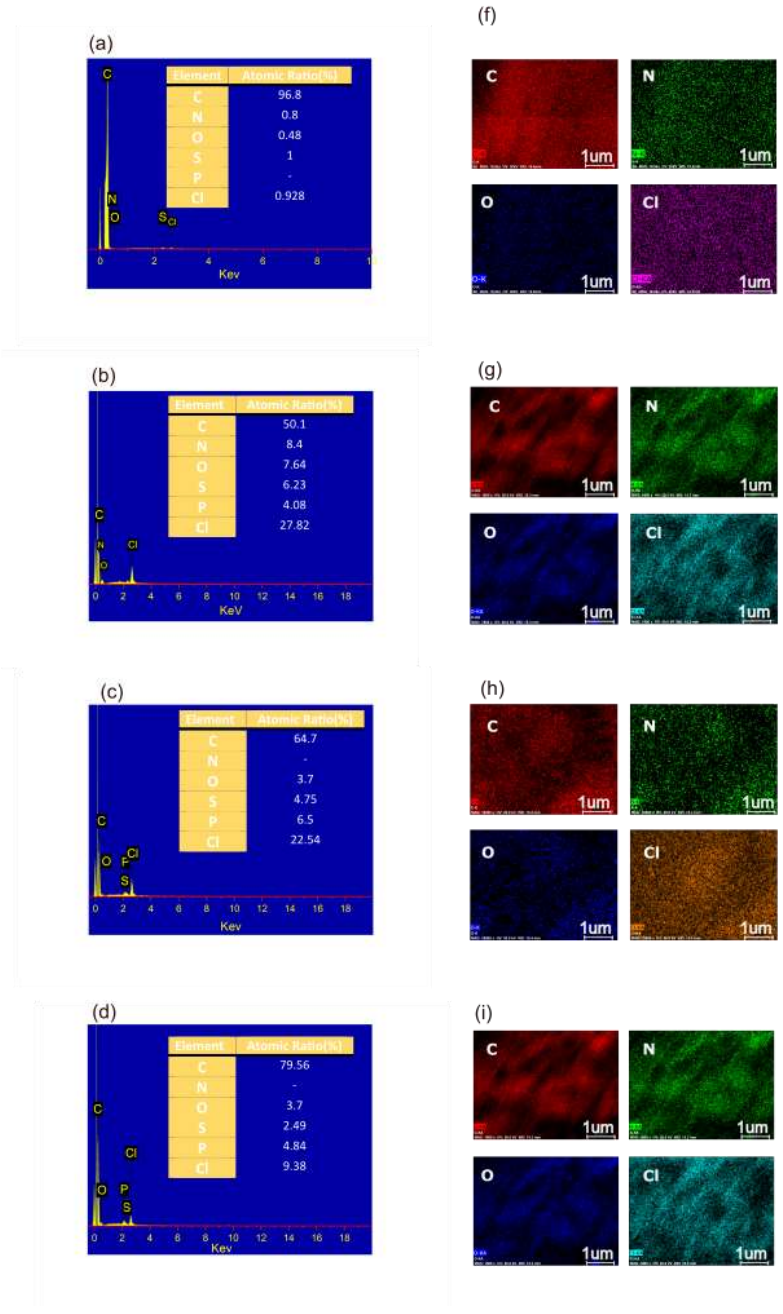 (a)
Element Atomic Ratio(%)
C 96.8
N 0.8
O 0.48
S 1
P -
Cl 0.928
C
N
O
S Cl
0 2 4 6 8 1
Kev
(f)
C
N
1um
1um
O
Cl
O-K
1um
1um
(b)
Element Atomic Ratio(%)
C 50.1
N 8.4
O 7.64
S 6.23
P 4.08
Cl 27.82
C
N
O
Cl
0 2 4 6 8 10 12 14 16 18
KeV
(g)
C
N
1um
1um
O
Cl
1um
1um
(c)
Element Atomic Ratio(%)
C 64.7
N -
O 3.7
S 4.75
P 6.5
Cl 22.54
C
O P Cl
S
0 2 4 6 8 10 12 14 16 18
Kev
(h)
C
N
1um
1um
O
Cl
1um
1um
(d)
Element Atomic Ratio(%)
C 79.56
N -
O 3.7
S 2.49
P 4.84
Cl 9.38
C
Cl
O P
S
0 2 4 6 8 10 12 14 16 18
Kev
(i)
C
N
1um
1um
O
Cl
1um
1um